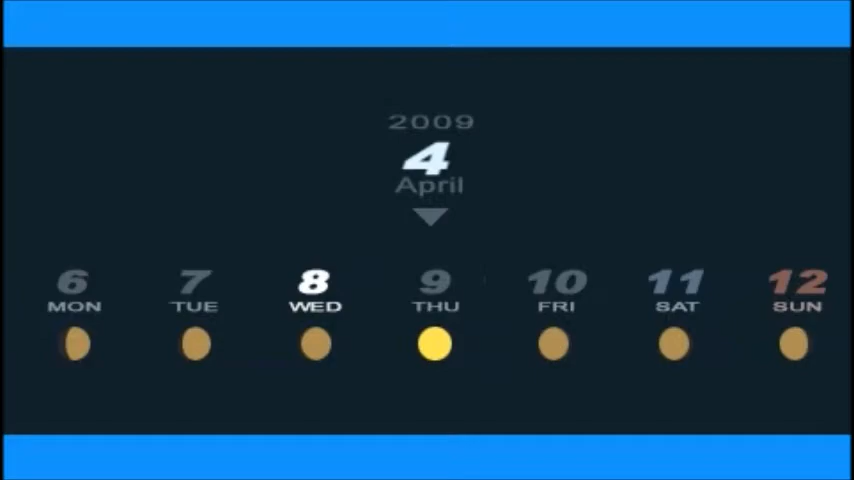 2009
4
April
6 7 8 9 10 11 12
MON TUE WED THU FRI SAT SUN